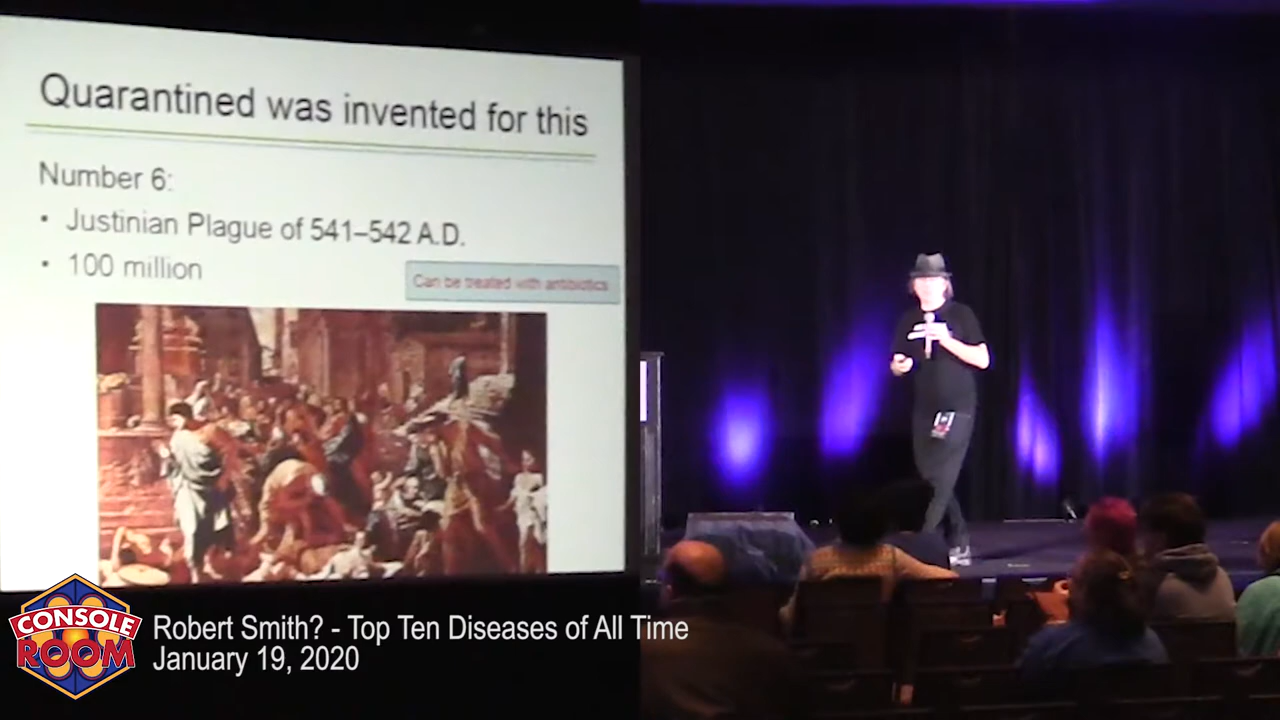 Quarantined was invented for this
Number 6:
• Justinian Plague of 541–542 A.D.
• 100 million
Can be treated with antibiotics
CONSOLE
ROOM
Robert Smith? - Top Ten Diseases of All Time
January 19, 2020